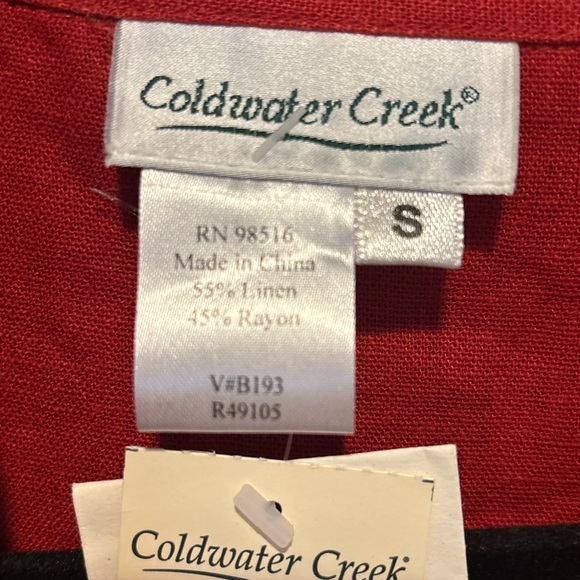 Coldwater Creek®
S
RN 98516
Made in China
55% Linen
45% Rayon
V#B193
R49105
Coldwater Creek®